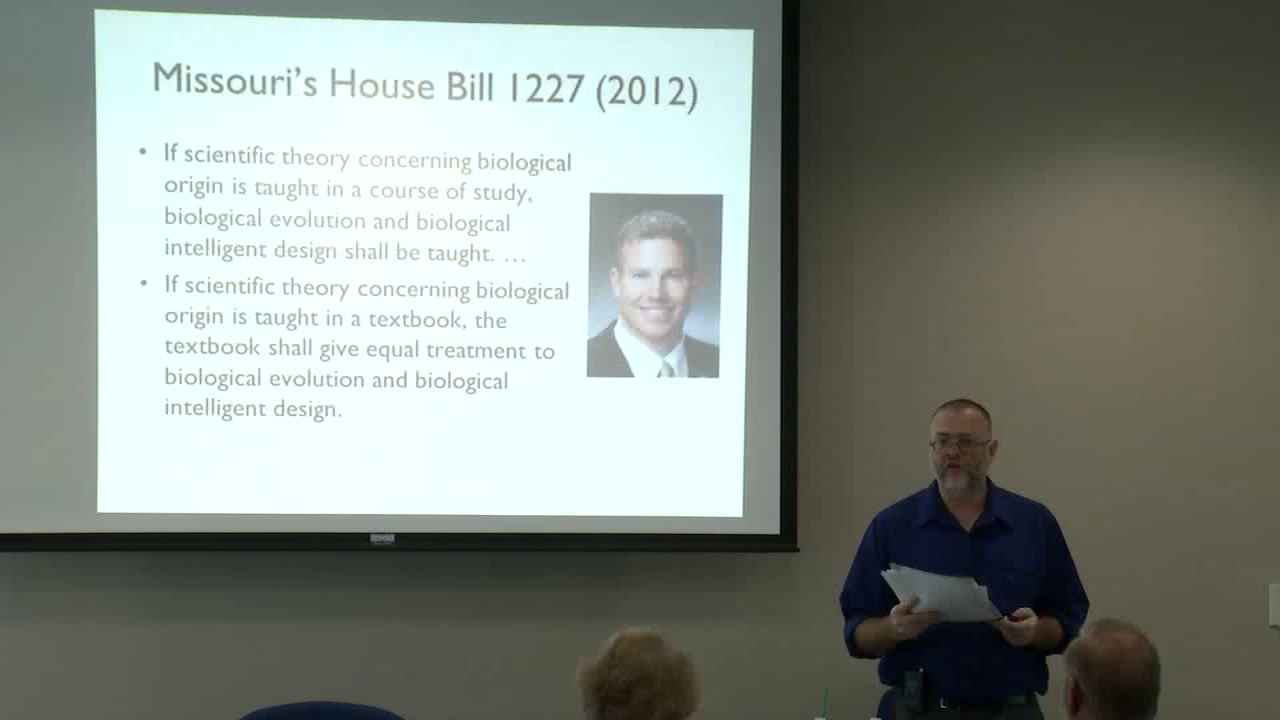 Missouri's House Bill 1227 (2012)
• If scientific theory concerning biological
origin is taught in a course of study,
biological evolution and biological
intelligent design shall be taught. …
• If scientific theory concerning biological
origin is taught in a textbook, the
textbook shall give equal treatment to
biological evolution and biological
intelligent design.